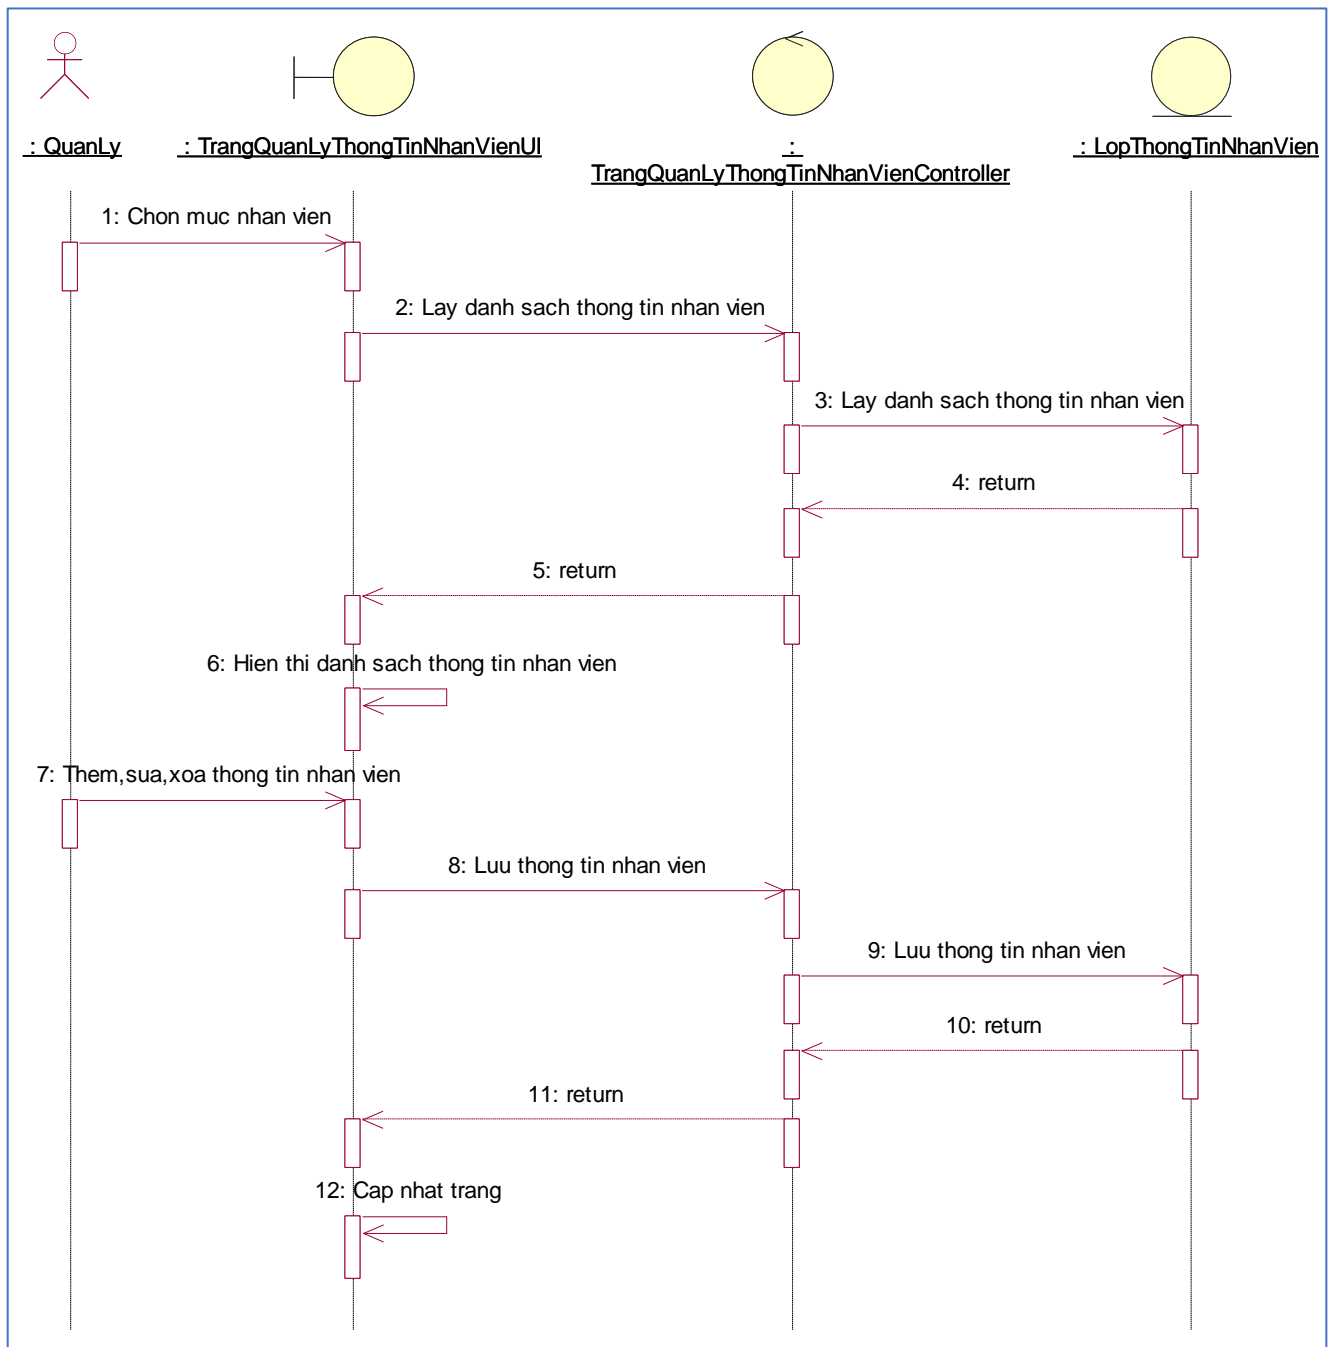 : QuanLy
: TrangQuanLyThongTinNhanVienUI
:
TrangQuanLyThongTinNhanVienController
: LopThongTinNhanVien
1: Chon muc nhan vien
2: Lay danh sach thong tin nhan vien
3: Lay danh sach thong tin nhan vien
4: return
5: return
6: Hien thi danh sach thong tin nhan vien
7: Them,sua,xoa thong tin nhan vien
8: Luu thong tin nhan vien
9: Luu thong tin nhan vien
10: return
11: return
12: Cap nhat trang